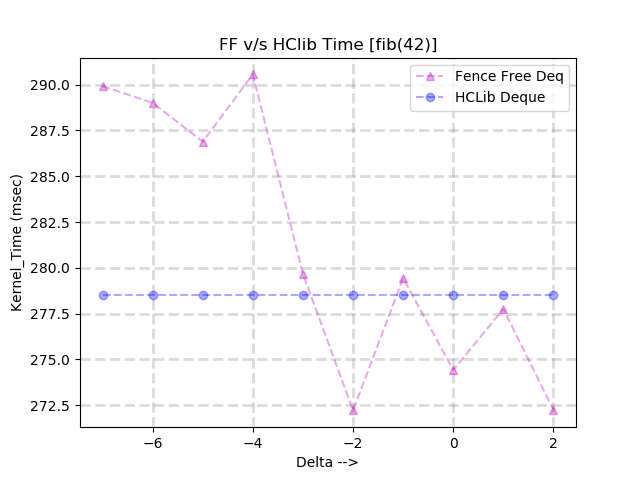 FF v/s HClib Time [fib(42)]
Fence Free Deq
HCLib Deque
Kernel_Time (msec)
290.0
287.5
285.0
282.5
280.0
277.5
275.0
272.5
−6
−4
−2
0
2
Delta -->